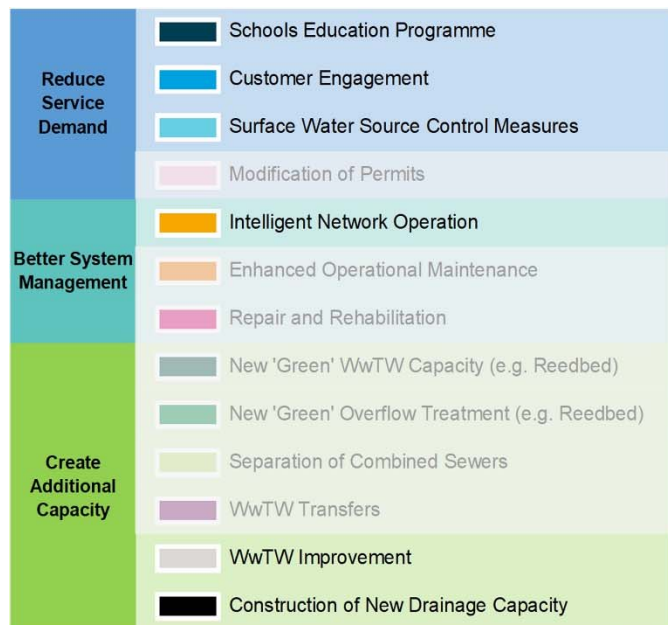 Reduce
Service
Demand
Schools Education Programme
Customer Engagement
Surface Water Source Control Measures
Modification of Permits
Better System
Management
Intelligent Network Operation
Enhanced Operational Maintenance
Repair and Rehabilitation
Create
Additional
Capacity
New 'Green' WwTW Capacity (e.g. Reedbed)
New 'Green' Overflow Treatment (e.g. Reedbed)
Separation of Combined Sewers
WwTW Transfers
WwTW Improvement
Construction of New Drainage Capacity